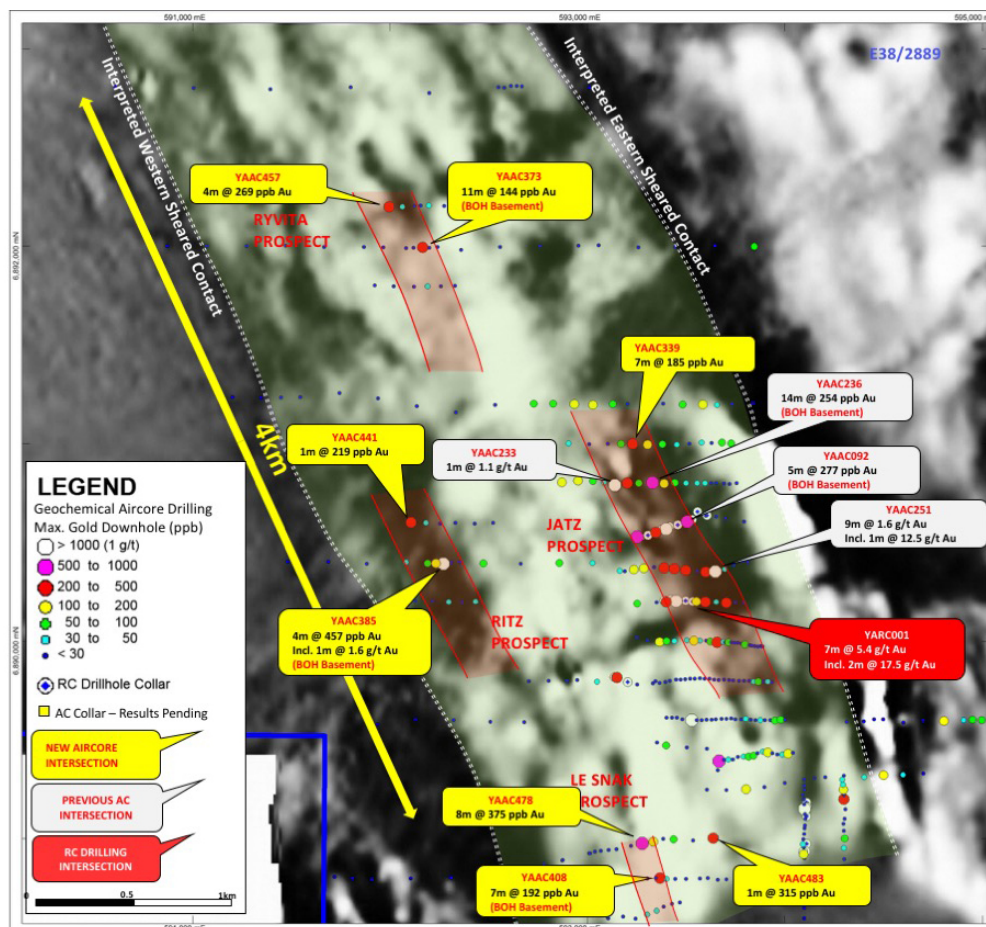 591,000 mE
593,000 mE
595,000 mE
E38/2889
Interpreted Western Sheared Contact
Interpreted Eastern Sheared Contact
YAAC457
4m @ 269 ppb Au
YAAC373
11m @ 144 ppb Au
(BOH Basement)
RYVITA
PROSPECT
6,892,000 mN
YAAC339
7m @ 185 ppb Au
YAAC236
14m @ 254 ppb Au
(BOH Basement)
4km
YAAC441
1m @ 219 ppb Au
YAAC233
1m @ 1.1 g/t Au
YAAC092
5m @ 277 ppb Au
(BOH Basement)
YAAC251
9m @ 1.6 g/t Au
Incl. 1m @ 12.5 g/t Au
JATZ
PROSPECT
YAAC385
4m @ 457 ppb Au
Incl. 1m @ 1.6 g/t Au
(BOH Basement)
RITZ
PROSPECT
YARC001
7m @ 5.4 g/t Au
Incl. 2m @ 17.5 g/t Au
6,890,000 mN
LE SNAK
PROSPECT
YAAC478
8m @ 375 ppb Au
YAAC408
7m @ 192 ppb Au
(BOH Basement)
YAAC483
1m @ 315 ppb Au
LEGEND
Geochemical Aircore Drilling
Max. Gold Downhole (ppb)
> 1000 (1 g/t)
500 to 1000
200 to 500
100 to 200
50 to 100
30 to 50
< 30
RC Drillhole Collar
AC Collar – Results Pending
NEW AIRCORE
INTERSECTION
PREVIOUS AC
INTERSECTION
RC DRILLING
INTERSECTION
0 0.5 1km
591,000 mE
593,000 mE